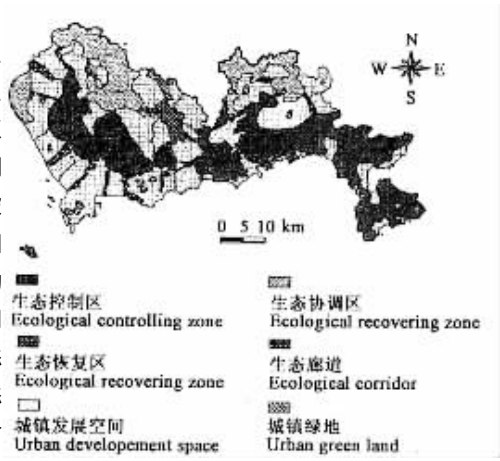 N
W E
S
0 5 10 km
生态控制区
Ecological controlling zone
生态协调区
Ecological recovering zone
生态恢复区
Ecological recovering zone
生态廊道
Ecological corridor
城镇发展空间
Urban developement space
城镇绿地
Urban green land